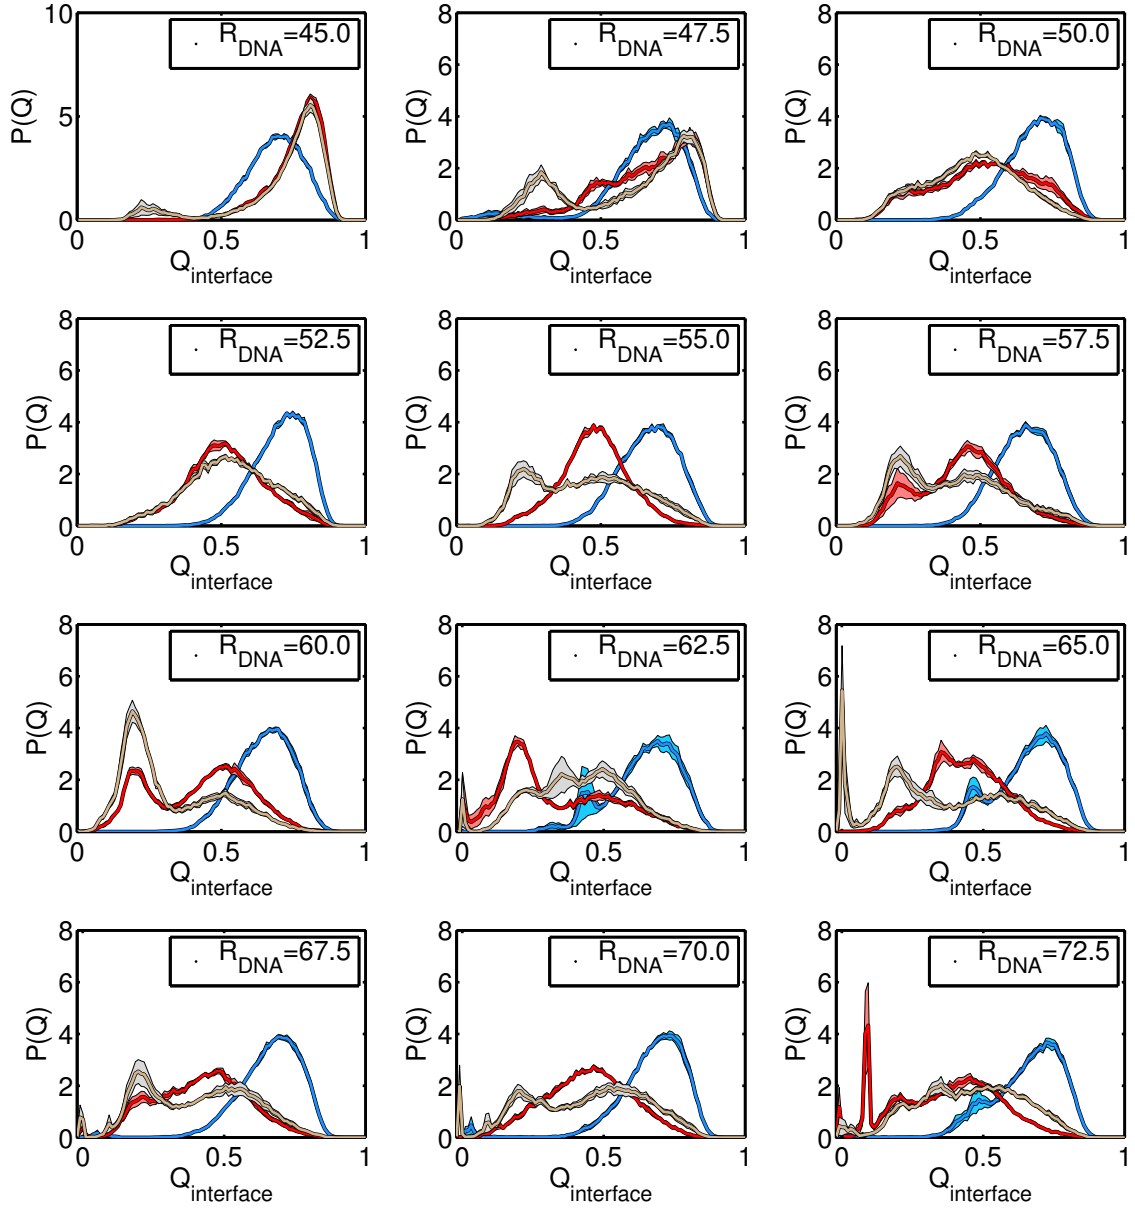 10
5
0
P(Q)
R_DNA=45.0
0 0.5 1
Q_interface
8
6
4
2
0
P(Q)
R_DNA=47.5
0 0.5 1
Q_interface
8
6
4
2
0
P(Q)
R_DNA=50.0
0 0.5 1
Q_interface
8
6
4
2
0
P(Q)
R_DNA=52.5
0 0.5 1
Q_interface
8
6
4
2
0
P(Q)
R_DNA=55.0
0 0.5 1
Q_interface
8
6
4
2
0
P(Q)
R_DNA=57.5
0 0.5 1
Q_interface
8
6
4
2
0
P(Q)
R_DNA=60.0
0 0.5 1
Q_interface
8
6
4
2
0
P(Q)
R_DNA=62.5
0 0.5 1
Q_interface
8
6
4
2
0
P(Q)
R_DNA=65.0
0 0.5 1
Q_interface
8
6
4
2
0
P(Q)
R_DNA=67.5
0 0.5 1
Q_interface
8
6
4
2
0
P(Q)
R_DNA=70.0
0 0.5 1
Q_interface
8
6
4
2
0
P(Q)
R_DNA=72.5
0 0.5 1
Q_interface